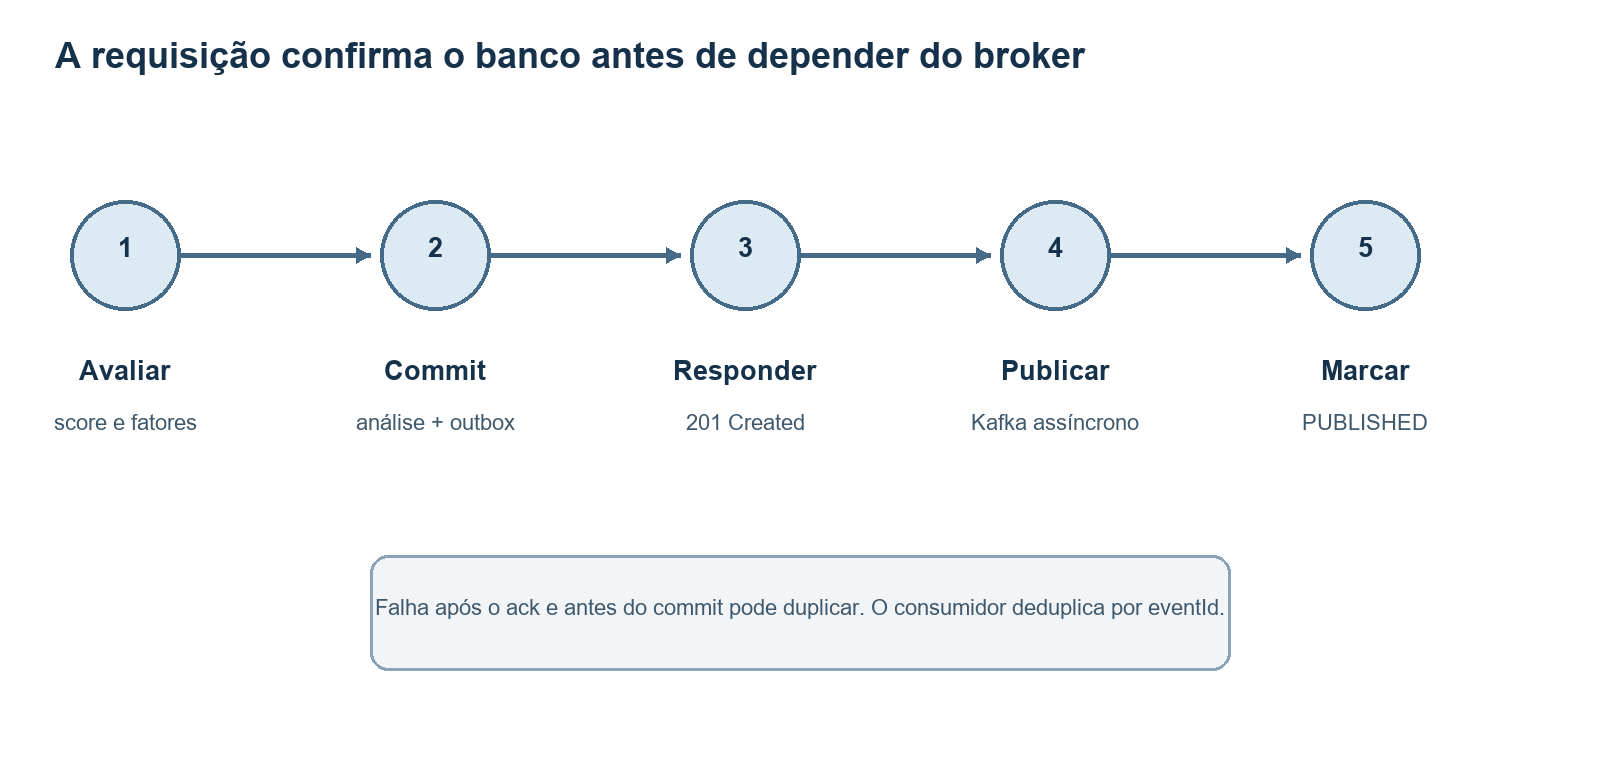 A requisição confirma o banco antes de depender do broker
1
2
3
4
5
Avaliar
Commit
Responder
Publicar
Marcar
score e fatores
análise + outbox
201 Created
Kafka assíncrono
PUBLISHED
Falha após o ack e antes do commit pode duplicar. O consumidor deduplica por eventId.